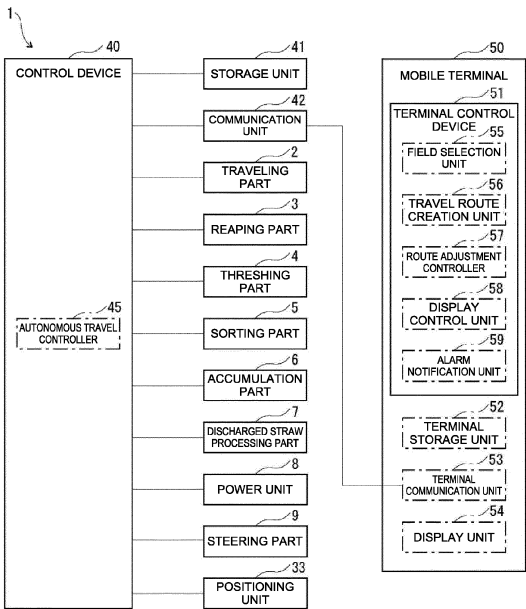 1
40
CONTROL DEVICE
45
AUTONOMOUS TRAVEL
CONTROLLER
41
STORAGE UNIT
42
COMMUNICATION
UNIT
2
TRAVELING
PART
3
REAPING PART
4
THRESHING
PART
5
SORTING PART
6
ACCUMULATION
PART
7
DISCHARGED STRAW
PROCESSING PART
8
POWER UNIT
9
STEERING PART
33
POSITIONING
UNIT
50
MOBILE TERMINAL
51
TERMINAL CONTROL
DEVICE
55
FIELD SELECTION
UNIT
56
TRAVEL ROUTE
CREATION UNIT
57
ROUTE ADJUSTMENT
CONTROLLER
58
DISPLAY
CONTROL UNIT
59
ALARM
NOTIFICATION UNIT
52
TERMINAL
STORAGE UNIT
53
TERMINAL
COMMUNICATION UNIT
54
DISPLAY UNIT